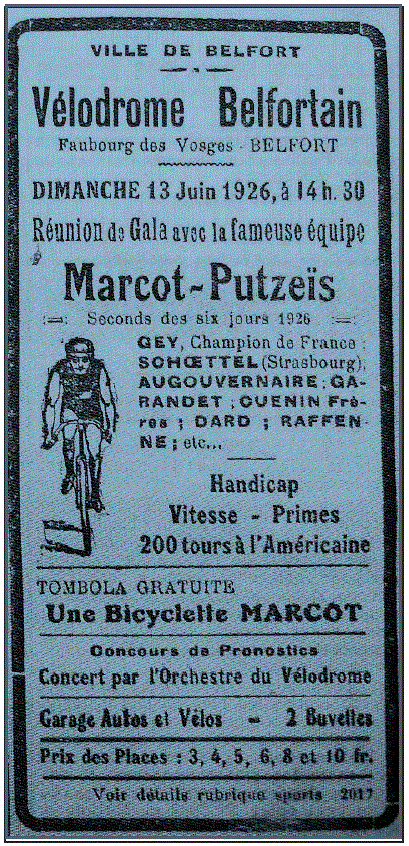 VILLE DE BELFORT
Vélodrome Belfortain
Faubourg des Vosges - BELFORT
DIMANCHE 13 Juin 1926, à 14 h. 30
Réunion de Gala avec la fameuse équipe
Marcot-Putzeïs
:=: Seconds des six jours 1926 :=:
GEY, Champion de France ;
SCHŒTTEL (Strasbourg),
AUGOUVERNAIRE ; GA-
RANDET ; CUENIN Frè-
res ; DARD ; RAFFEN-
NE ; etc...
Handicap
Vitesse - Primes
200 tours à l'Américaine
TOMBOLA GRATUITE
Une Bicyclette MARCOT
Concours de Pronostics
Concert par l'Orchestre du Vélodrome
Garage Autos et Vélos - 2 Buvettes
Prix des Places : 3, 4, 5, 6, 8 et 10 fr.
Voir détails rubrique sports 2017